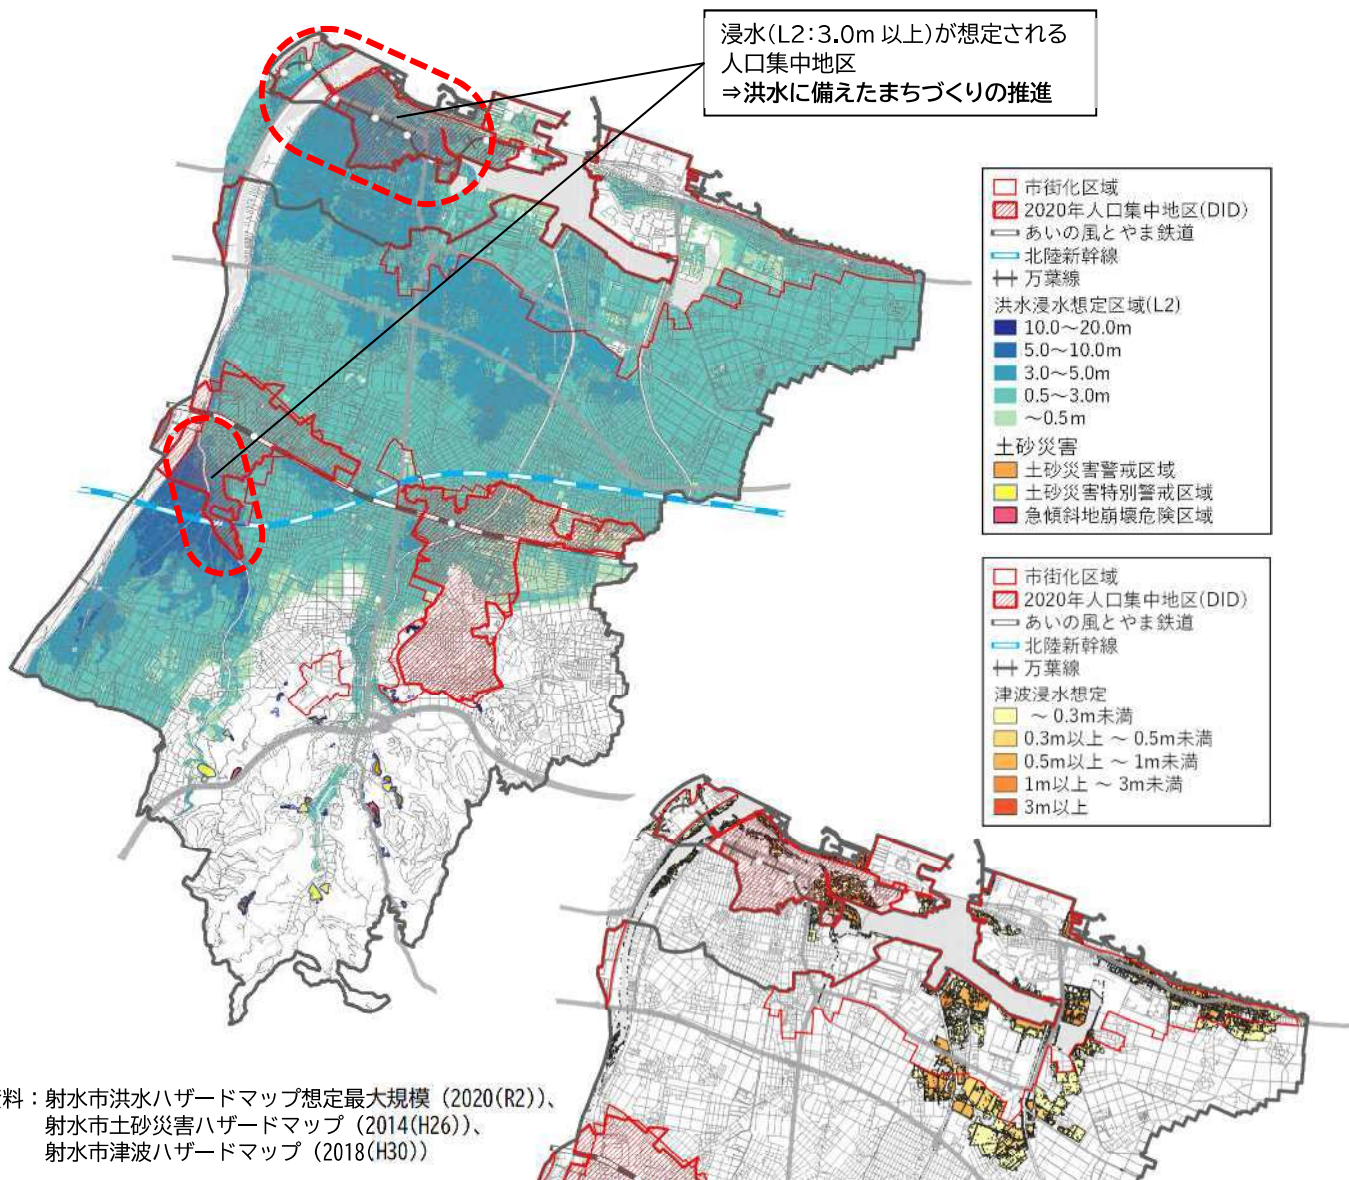 浸水(L2:3.0m 以上)が想定される
人口集中地区
⇒洪水に備えたまちづくりの推進
市街化区域
2020年人口集中地区(DID)
あいの風とやま鉄道
北陸新幹線
万葉線
洪水浸水想定区域(L2)
10.0～20.0m
5.0～10.0m
3.0～5.0m
0.5～3.0m
～0.5m
土砂災害
土砂災害警戒区域
土砂災害特別警戒区域
急傾斜地崩壊危険区域
市街化区域
2020年人口集中地区(DID)
あいの風とやま鉄道
北陸新幹線
万葉線
津波浸水想定
～ 0.3m未満
0.3m以上 ～ 0.5m未満
0.5m以上 ～ 1m未満
1m以上 ～ 3m未満
3m以上
料：射水市洪水ハザードマップ想定最大規模（2020(R2)）、
射水市土砂災害ハザードマップ（2014(H26)）、
射水市津波ハザードマップ（2018(H30)）